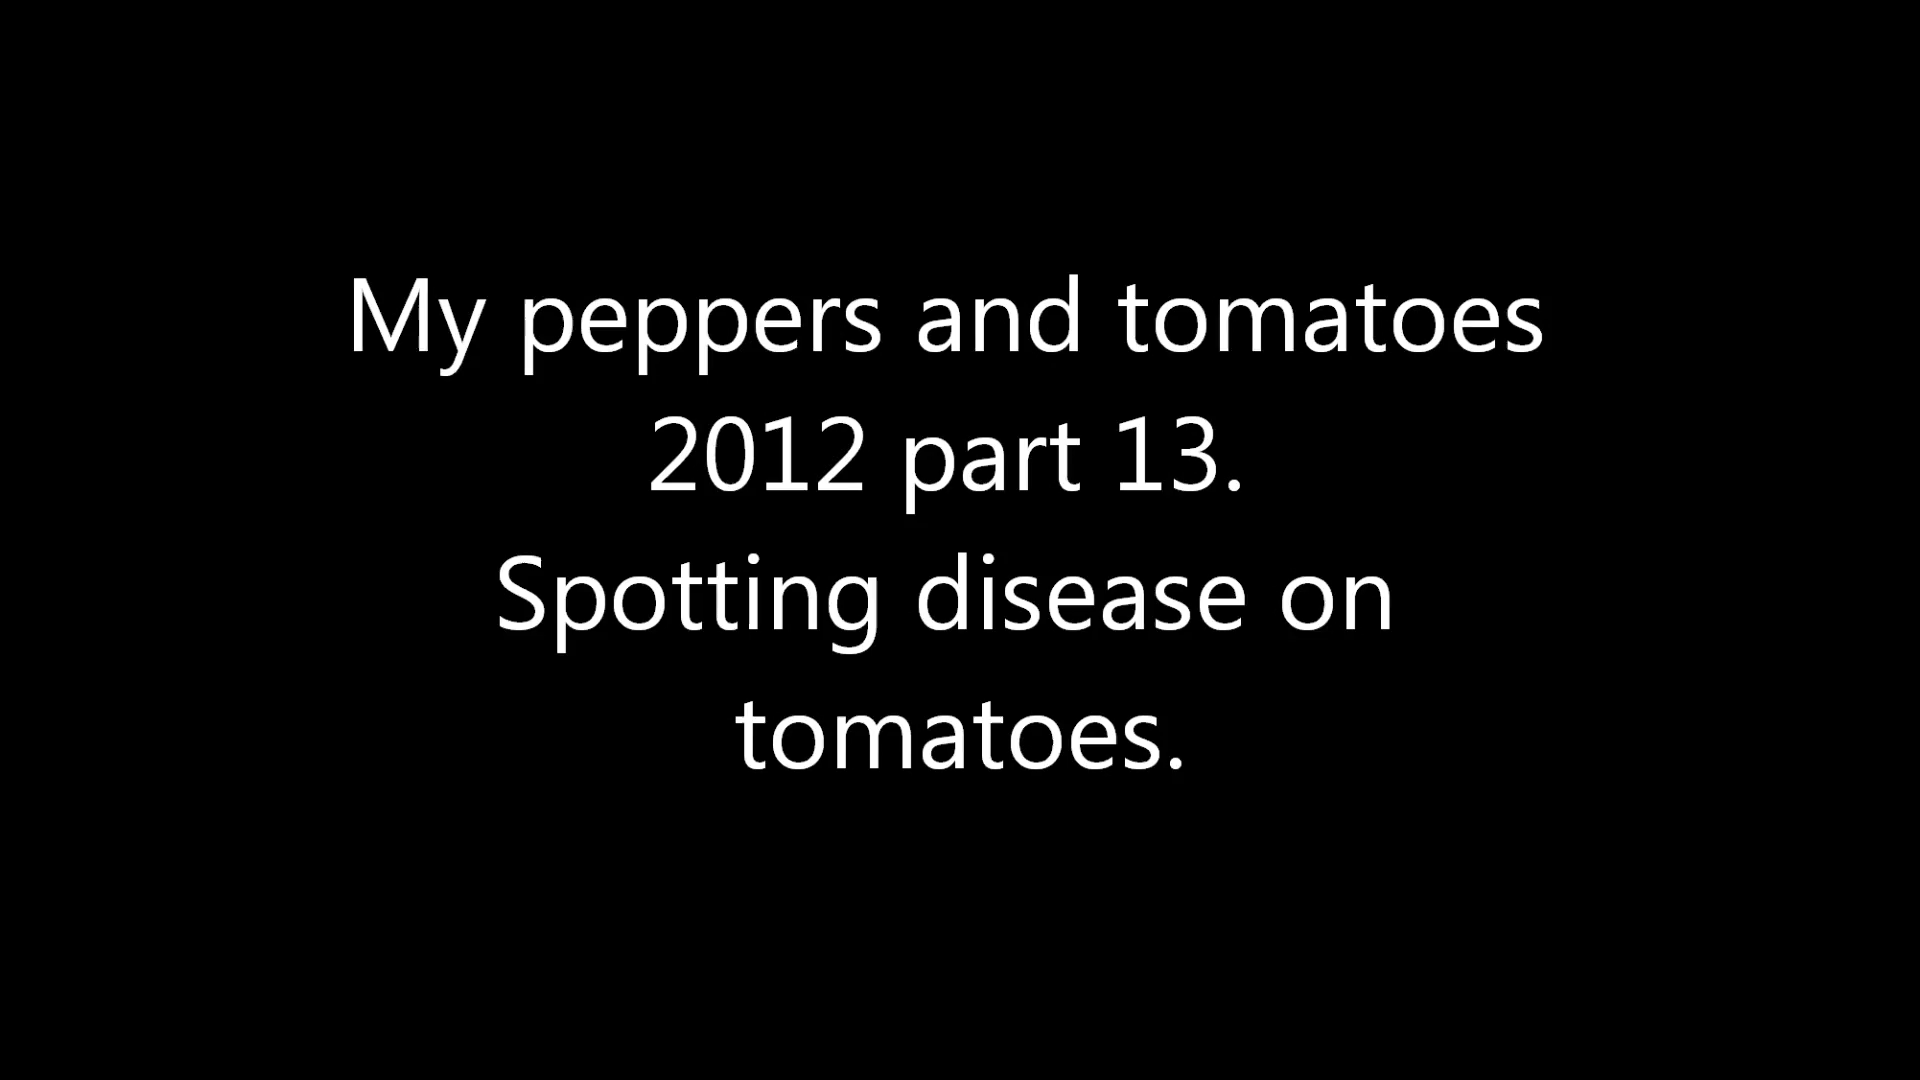 My peppers and tomatoes
2012 part 13.
Spotting disease on
tomatoes.